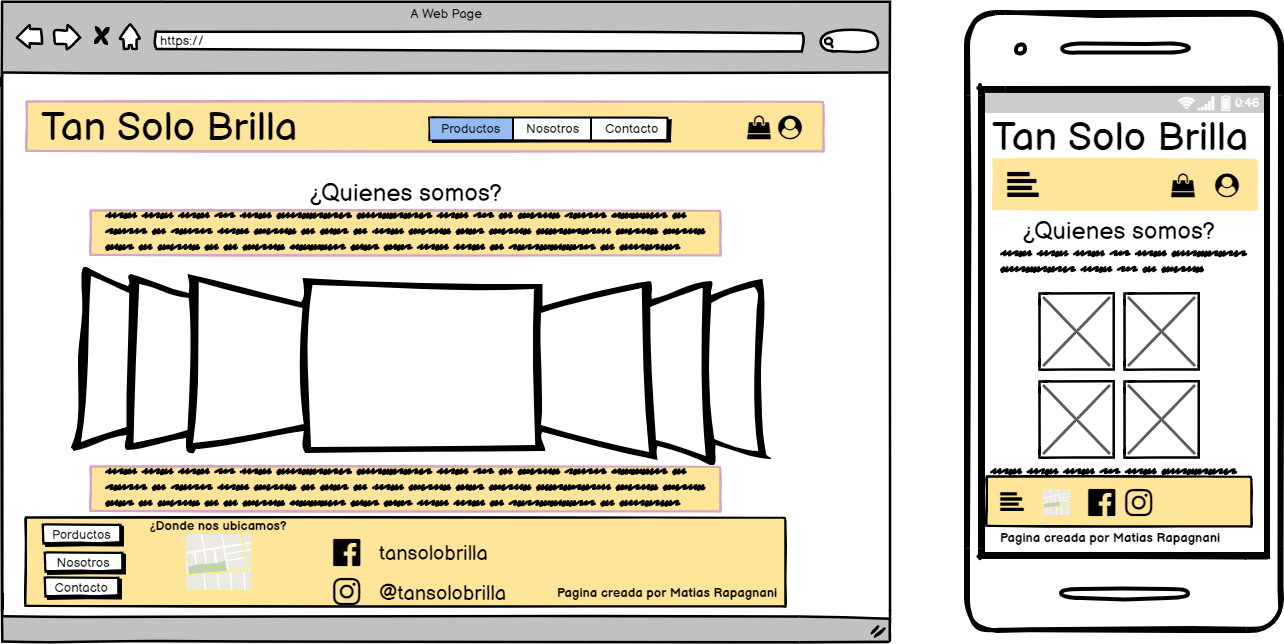 A Web Page
https://
Tan Solo Brilla
Productos Nosotros Contacto
¿Quienes somos?
Porductos
Nosotros
Contacto
¿Donde nos ubicamos?
tansolobrilla
@tansolobrilla
Pagina creada por Matias Rapagnani
0:46
Tan Solo Brilla
¿Quienes somos?
Pagina creada por Matias Rapagnani